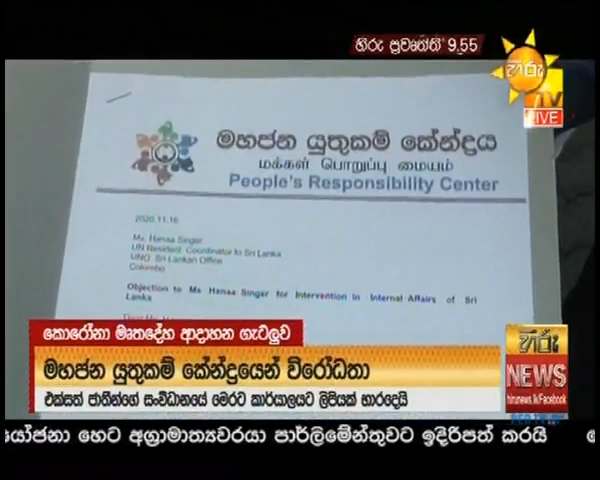 හිරු ප්‍රවෘත්ති 9.55
හිරු
TV
LIVE
මහජන යුතුකම් කේන්ද්‍රය
மக்கள் பொறுப்பு மையம்
People's Responsibility Center
2020.11.16
Ms. Hanaa Singer
UN Resident Coordinator to Sri Lanka
UNO, Sri Lankan Office
Colombo
Objection to Ms Hanaa Singer for Intervention in Internal Affairs of Sri
Lanka
කොරෝනා මෘතදේහ ආදාහන ගැටලුව
මහජන යුතුකම් කේන්ද්‍රයෙන් විරෝධතා
එක්සත් ජාතීන්ගේ සංවිධානයේ මෙරට කාර්යාලයට ලිපියක් භාරදෙයි
හිරු
NEWS
hirunews.lk/Facebook
යෝජනා හෙට අග්‍රාමාත්‍යවරයා පාර්ලිමේන්තුවට ඉදිරිපත් කරයි